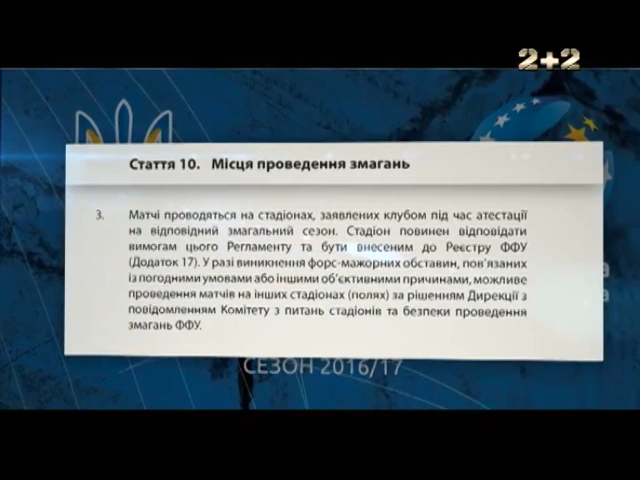 2+2
Стаття 10. Місця проведення змагань
3. Матчі проводяться на стадіонах, заявлених клубом під час атестації
на відповідний змагальний сезон. Стадіон повинен відповідати
вимогам цього Регламенту та бути внесеним до Реєстру ФФУ
(Додаток 17). У разі виникнення форс-мажорних обставин, пов'язаних
із погодними умовами або іншими об'єктивними причинами, можливе
проведення матчів на інших стадіонах (полях) за рішенням Дирекції з
повідомленням Комітету з питань стадіонів та безпеки проведення
змагань ФФУ.
СЕЗОН 2016/17